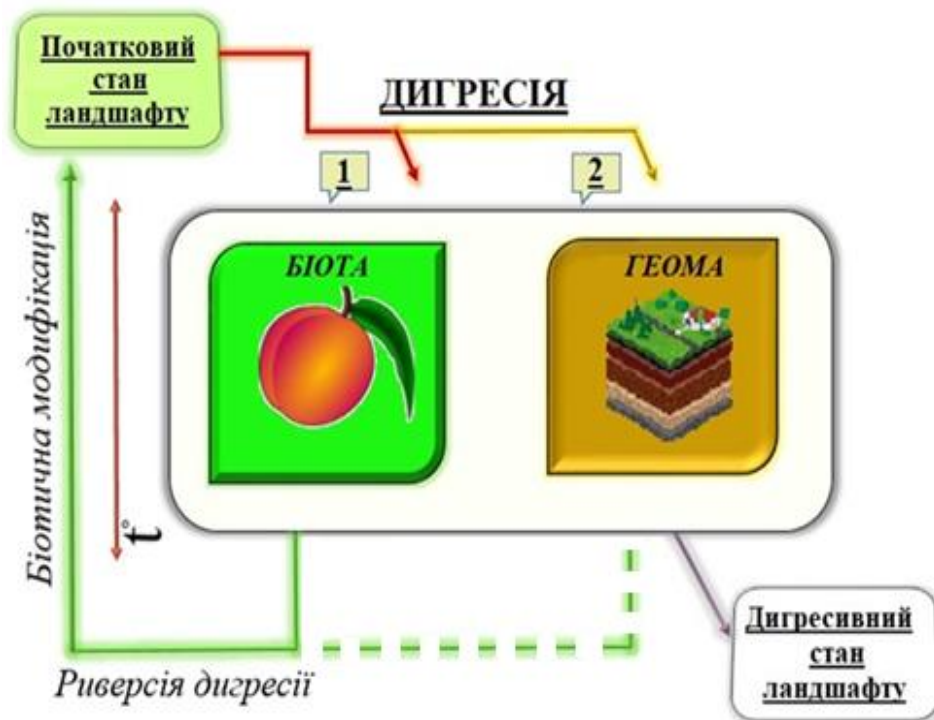 Початковий
стан
ландшафту
ДИГРЕСІЯ
1
2
БІОТА
ГЕОМА
Біотична модифікація
t°
Риверсія дигресії
Дигресивний
стан
ландшафту